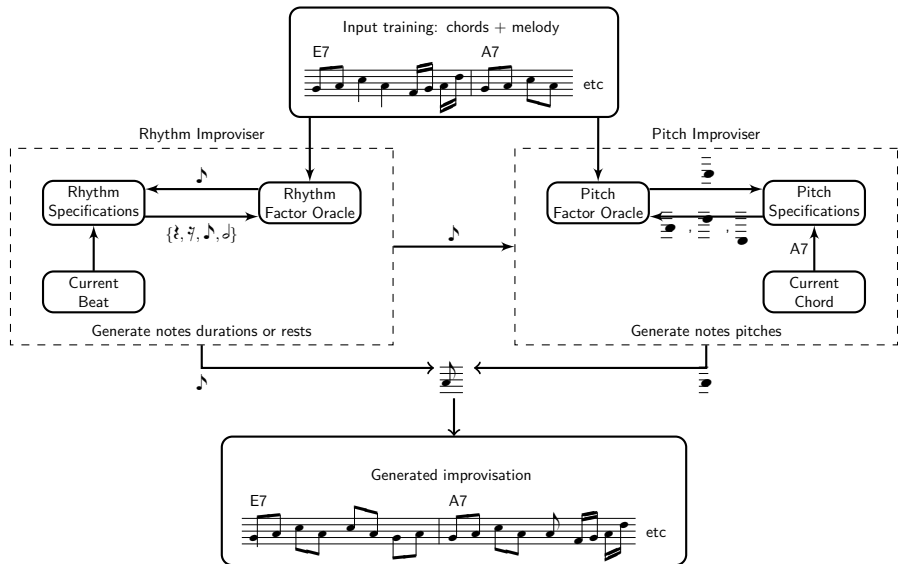 Input training: chords + melody
E7 A7
etc
Rhythm Improviser
Pitch Improviser
Rhythm
Specifications
Rhythm
Factor Oracle
Pitch
Factor Oracle
Pitch
Specifications
{𝄽, 𝄾, ♪, 𝅗𝅥}
, ,
A7
Current
Beat
Current
Chord
Generate notes durations or rests
Generate notes pitches
Generated improvisation
E7 A7
etc